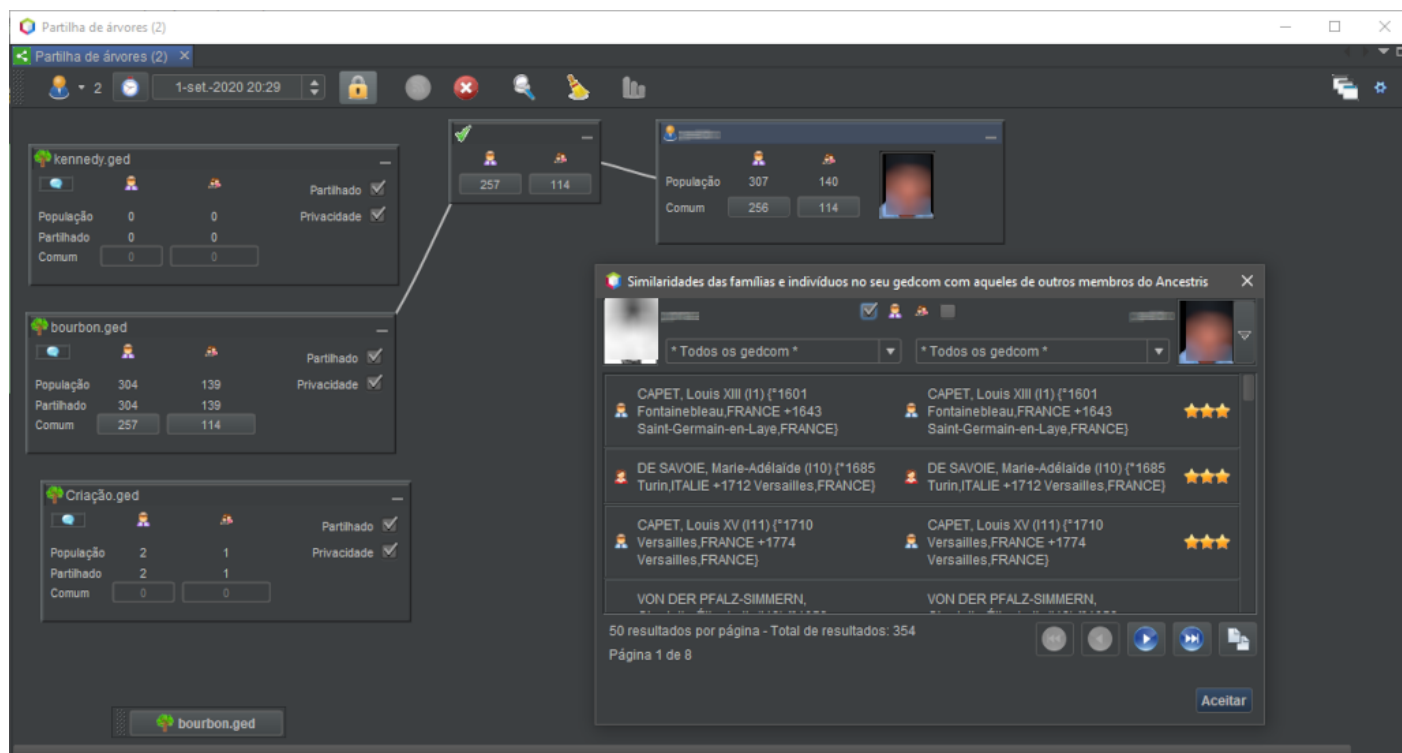 Partilha de árvores (2)
Partilha de árvores (2)
2
1-set.-2020 20:29
kennedy.ged
Partilhado
População 0 0 Privacidade
Partilhado 0 0
Comum 0 0
257 114
População 307 140
Comum 256 114
bourbon.ged
Partilhado
População 304 139 Privacidade
Partilhado 304 139
Comum 257 114
Criação.ged
Partilhado
População 2 1 Privacidade
Partilhado 2 1
Comum 0 0
bourbon.ged
Similaridades das famílias e indivíduos no seu gedcom com aqueles de outros membros do Ancestris
* Todos os gedcom * * Todos os gedcom *
CAPET, Louis XIII (I1) {*1601 CAPET, Louis XIII (I1) {*1601
Fontainebleau,FRANCE +1643 Fontainebleau,FRANCE +1643
Saint-Germain-en-Laye,FRANCE} Saint-Germain-en-Laye,FRANCE}
DE SAVOIE, Marie-Adélaïde (I10) {*1685 DE SAVOIE, Marie-Adélaïde (I10) {*1685
Turin,ITALIE +1712 Versailles,FRANCE} Turin,ITALIE +1712 Versailles,FRANCE}
CAPET, Louis XV (I11) {*1710 CAPET, Louis XV (I11) {*1710
Versailles,FRANCE +1774 Versailles,FRANCE +1774
Versailles,FRANCE} Versailles,FRANCE}
VON DER PFALZ-SIMMERN, VON DER PFALZ-SIMMERN,
50 resultados por página - Total de resultados: 354
Página 1 de 8
Aceitar